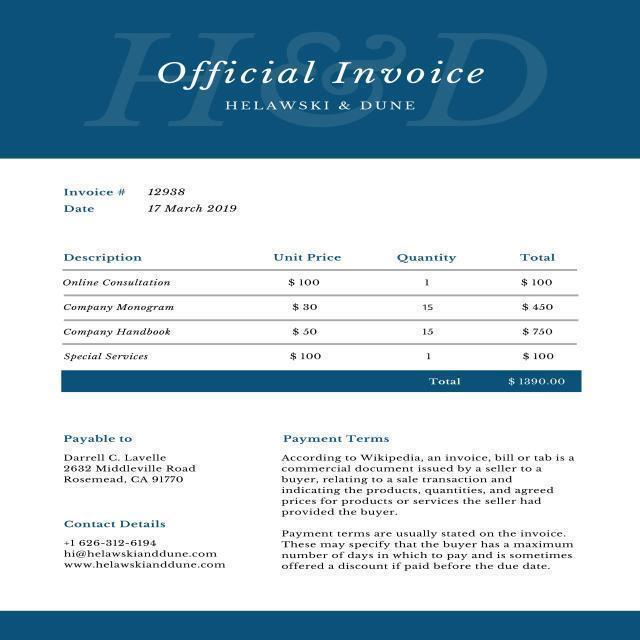 H&D
Official Invoice
HELAWSKI & DUNE
Invoice # 12938
Date 17 March 2019
Description Unit Price Quantity Total
Online Consultation $ 100 1 $ 100
Company Monogram $ 30 15 $ 450
Company Handbook $ 50 15 $ 750
Special Services $ 100 1 $ 100
Total $ 1390.00
Payable to
Darrell C. Lavelle
2632 Middleville Road
Rosemead, CA 91770
Contact Details
+1 626-312-6194
hi@helawskianddune.com
www.helawskianddune.com
Payment Terms
According to Wikipedia, an invoice, bill or tab is a
commercial document issued by a seller to a
buyer, relating to a sale transaction and
indicating the products, quantities, and agreed
prices for products or services the seller had
provided the buyer.
Payment terms are usually stated on the invoice.
These may specify that the buyer has a maximum
number of days in which to pay and is sometimes
offered a discount if paid before the due date.